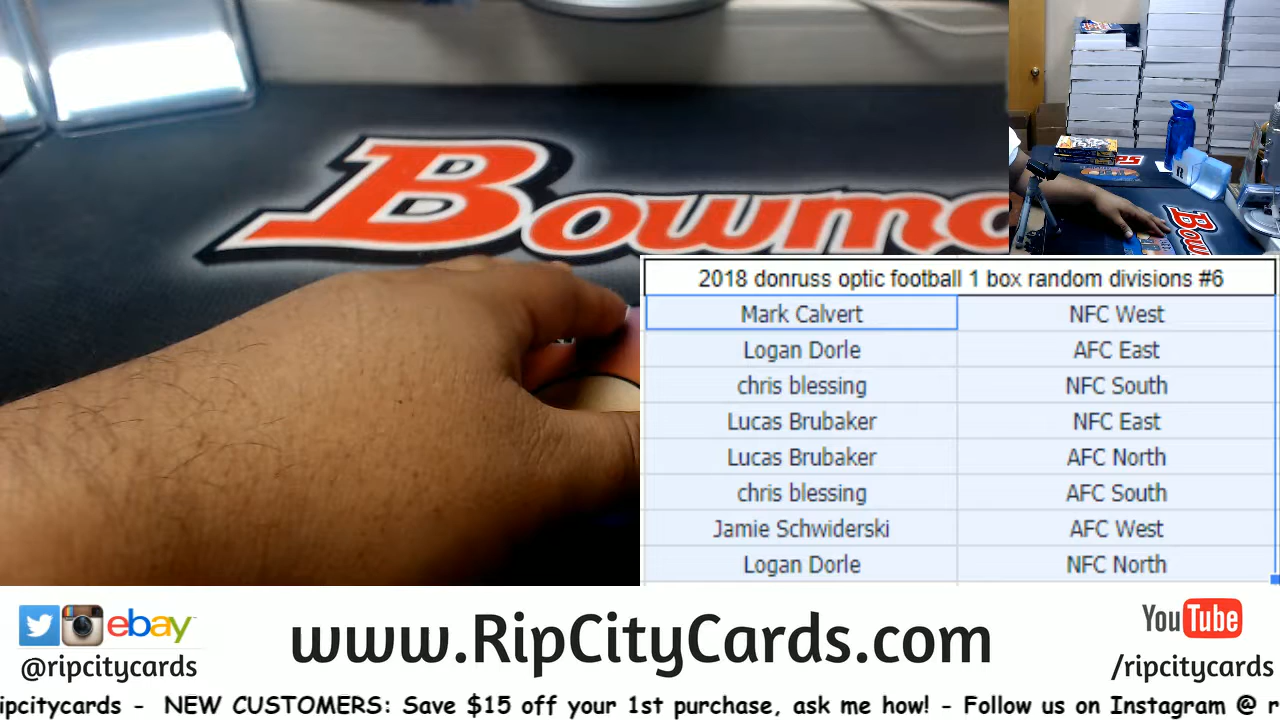 Bowma
Bow
R
2018 donruss optic football 1 box random divisions #6
Mark Calvert NFC West
Logan Dorle AFC East
chris blessing NFC South
Lucas Brubaker NFC East
Lucas Brubaker AFC North
chris blessing AFC South
Jamie Schwiderski AFC West
Logan Dorle NFC North
ebay
@ripcitycards
www.RipCityCards.com
YouTube
/ripcitycards
ipcitycards - NEW CUSTOMERS: Save $15 off your 1st purchase, ask me how! - Follow us on Instagram @ r